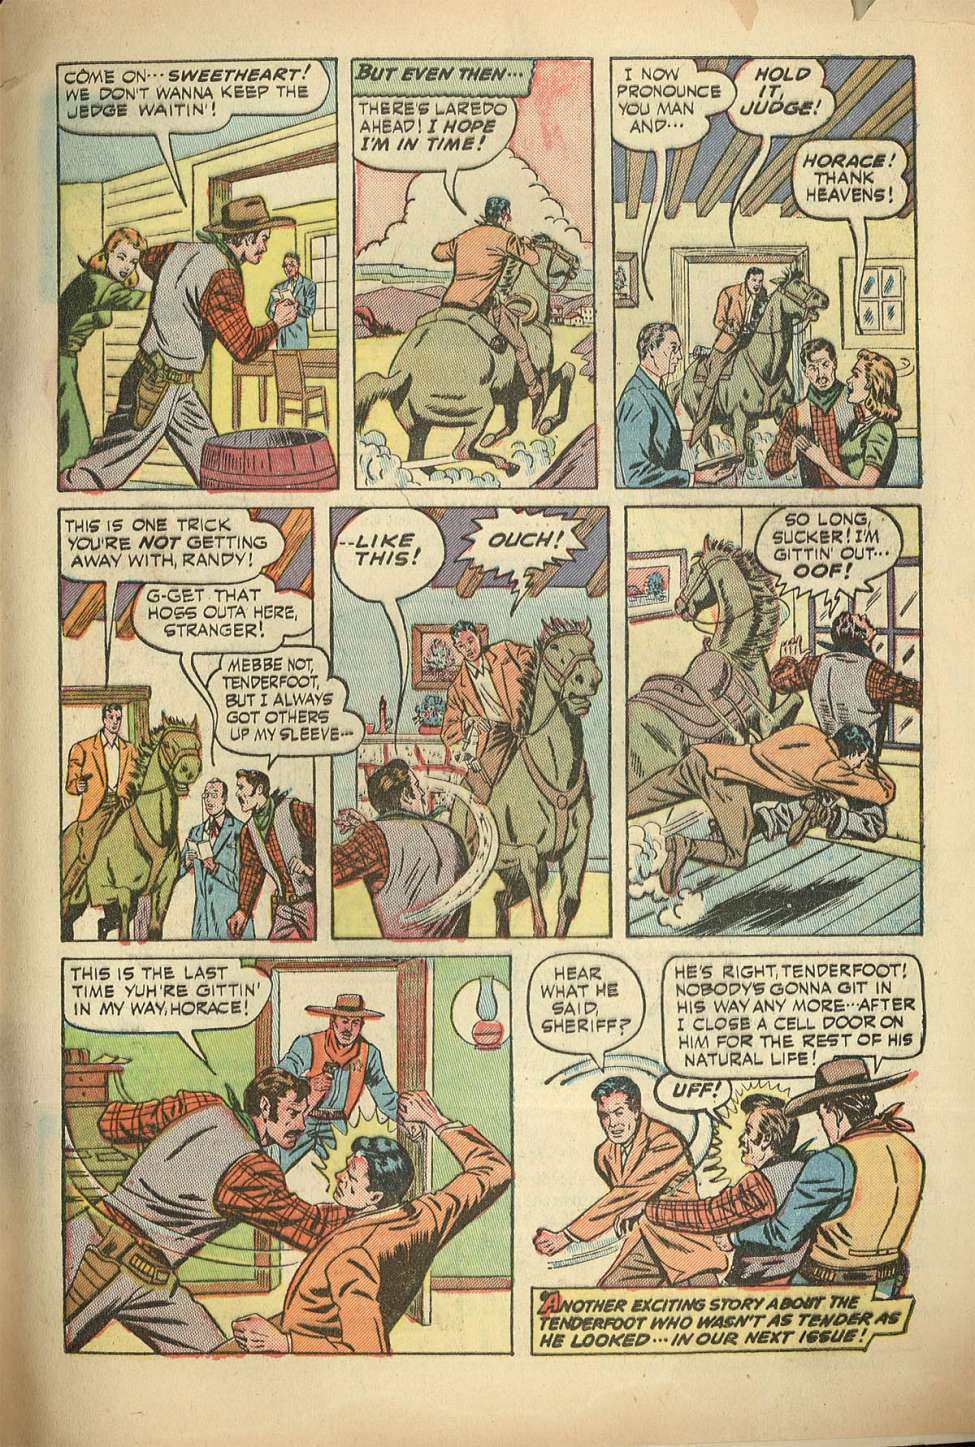 COME ON... SWEETHEART!
WE DON'T WANNA KEEP THE
JEDGE WAITIN'!
BUT EVEN THEN...
THERE'S LAREDO
AHEAD! I HOPE
I'M IN TIME!
I NOW
PRONOUNCE
YOU MAN
AND...
HOLD
IT,
JUDGE!
HORACE!
THANK
HEAVENS!
THIS IS ONE TRICK
YOU'RE NOT GETTING
AWAY WITH, RANDY!
G-GET THAT
HOSS OUTA HERE,
STRANGER!
MEBBE NOT,
TENDERFOOT,
BUT I ALWAYS
GOT OTHERS
UP MY SLEEVE...
--LIKE
THIS!
OUCH!
SO LONG,
SUCKER! I'M
GITTIN' OUT...
OOF!
THIS IS THE LAST
TIME YUH'RE GITTIN'
IN MY WAY, HORACE!
HEAR
WHAT HE
SAID,
SHERIFF?
UFF!
HE'S RIGHT, TENDERFOOT!
NOBODY'S GONNA GIT IN
HIS WAY ANY MORE...AFTER
I CLOSE A CELL DOOR ON
HIM FOR THE REST OF HIS
NATURAL LIFE!
ANOTHER EXCITING STORY ABOUT THE
TENDERFOOT WHO WASN'T AS TENDER AS
HE LOOKED... IN OUR NEXT ISSUE!